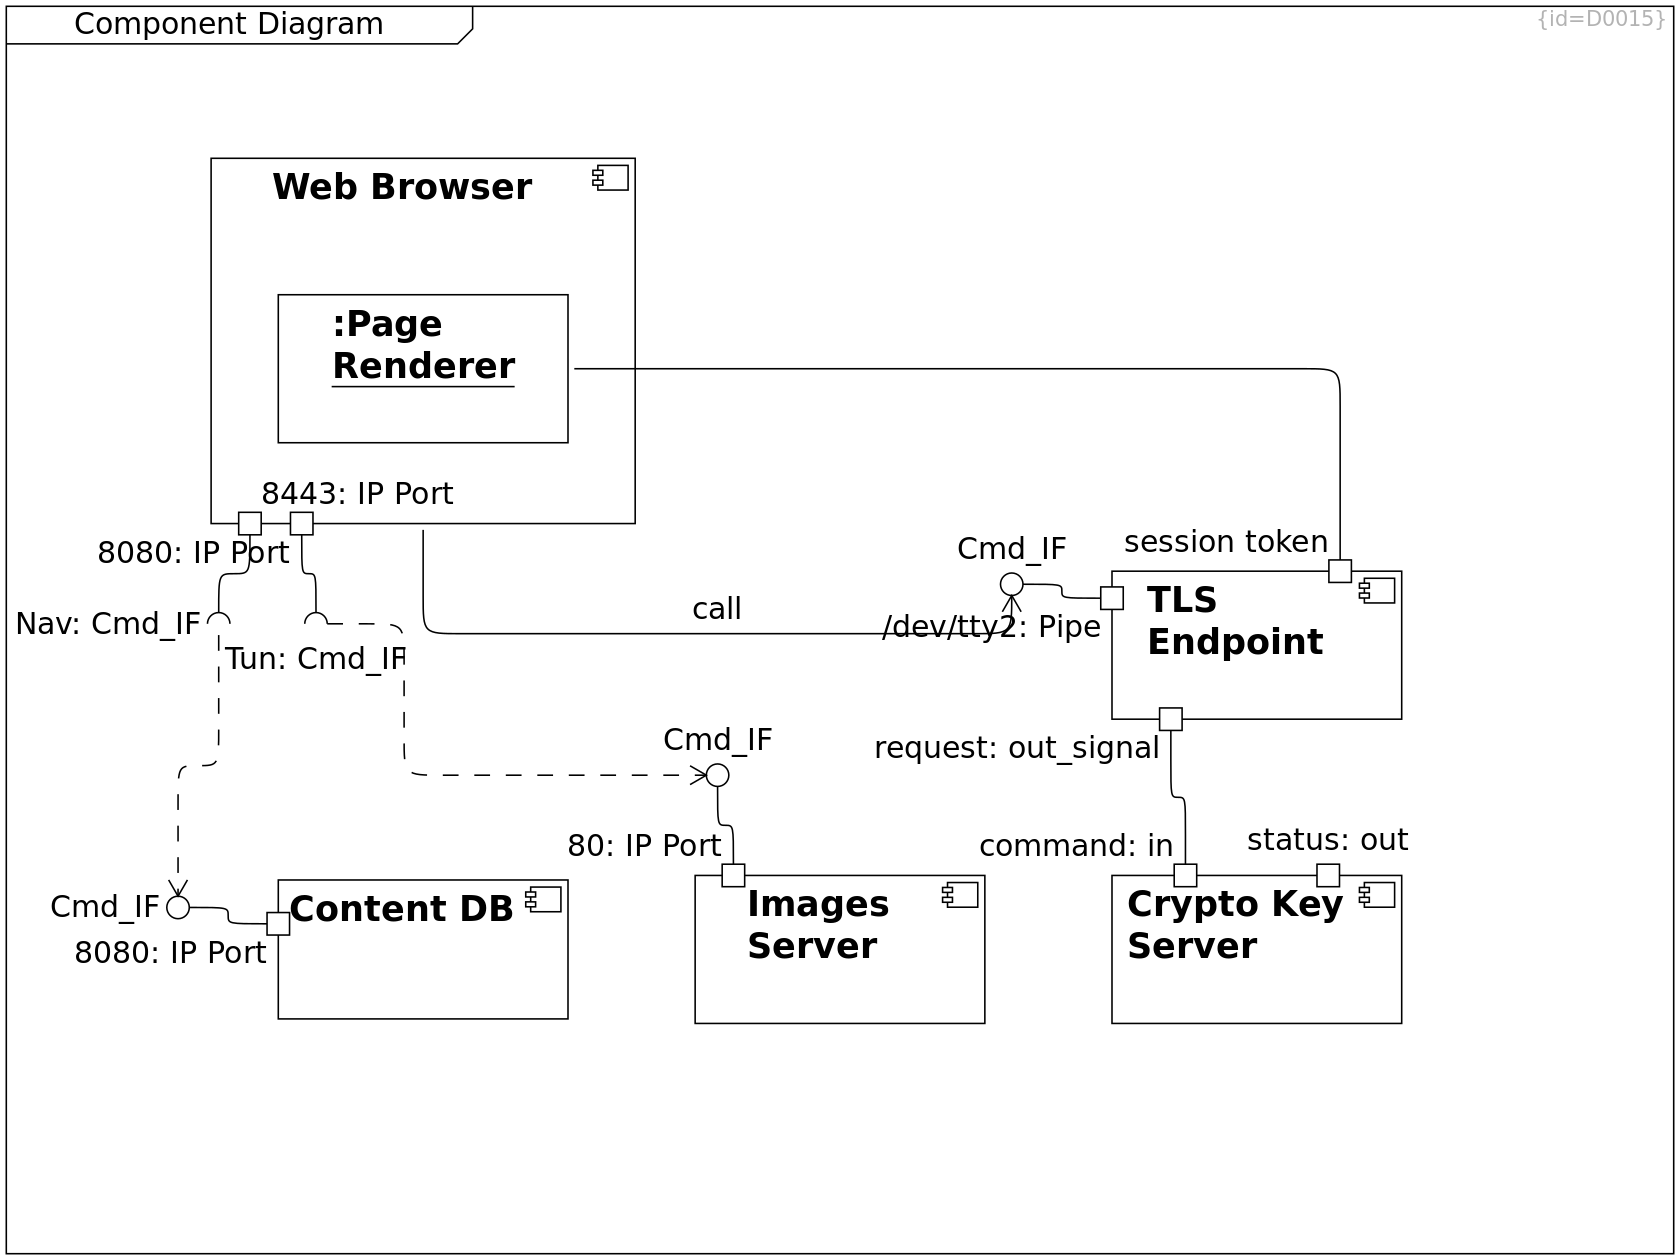 Component Diagram
{id=D0015}
Web Browser
:Page
Renderer
8443: IP Port
8080: IP Port
Cmd_IF
session token
TLS
Endpoint
Nav: Cmd_IF
call
/dev/tty2: Pipe
Tun: Cmd_IF
Cmd_IF
request: out_signal
80: IP Port
command: in
status: out
Cmd_IF
Content DB
Images
Server
Crypto Key
Server
8080: IP Port